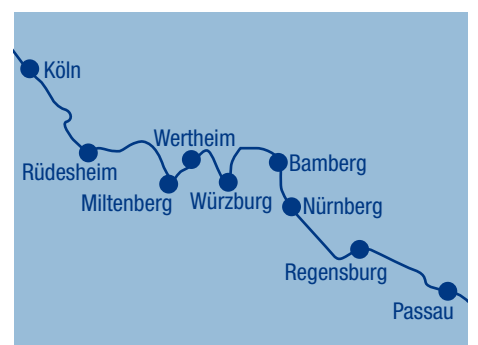 Köln
Wertheim
Rüdesheim
Bamberg
Miltenberg
Würzburg
Nürnberg
Regensburg
Passau